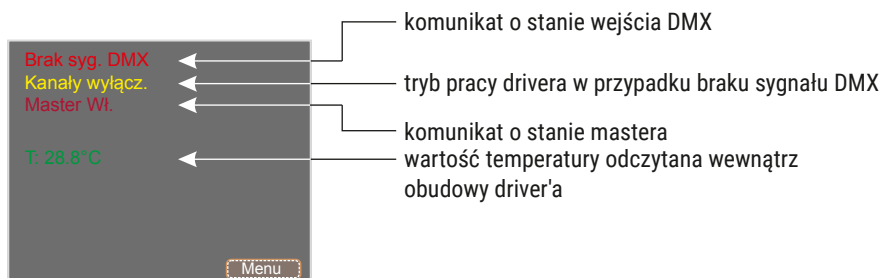 komunikat o stanie wejścia DMX
Brak syg. DMX
Kanały wyłącz.
tryb pracy drivera w przypadku braku sygnału DMX
Master Wł.
komunikat o stanie mastera
T: 28.8°C
wartość temperatury odczytana wewnątrz
obudowy driver'a
Menu